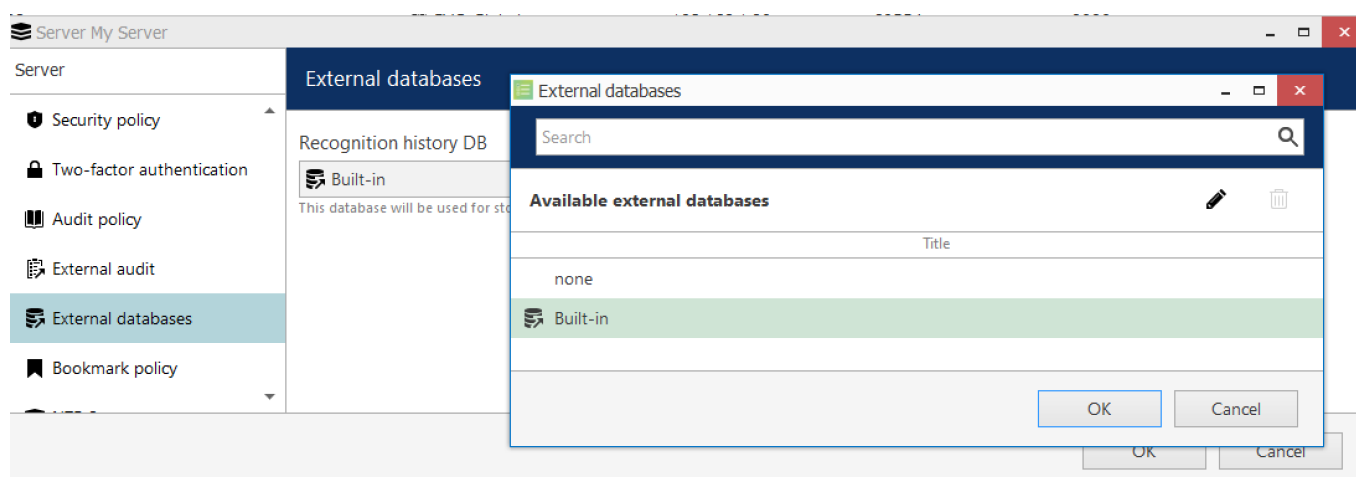 Server My Server
Server
Security policy
Two-factor authentication
Audit policy
External audit
External databases
Bookmark policy
External databases
Recognition history DB
Built-in
This database will be used for sto
External databases
Search
Available external databases
Title
none
Built-in
OK
Cancel
OK
Cancel